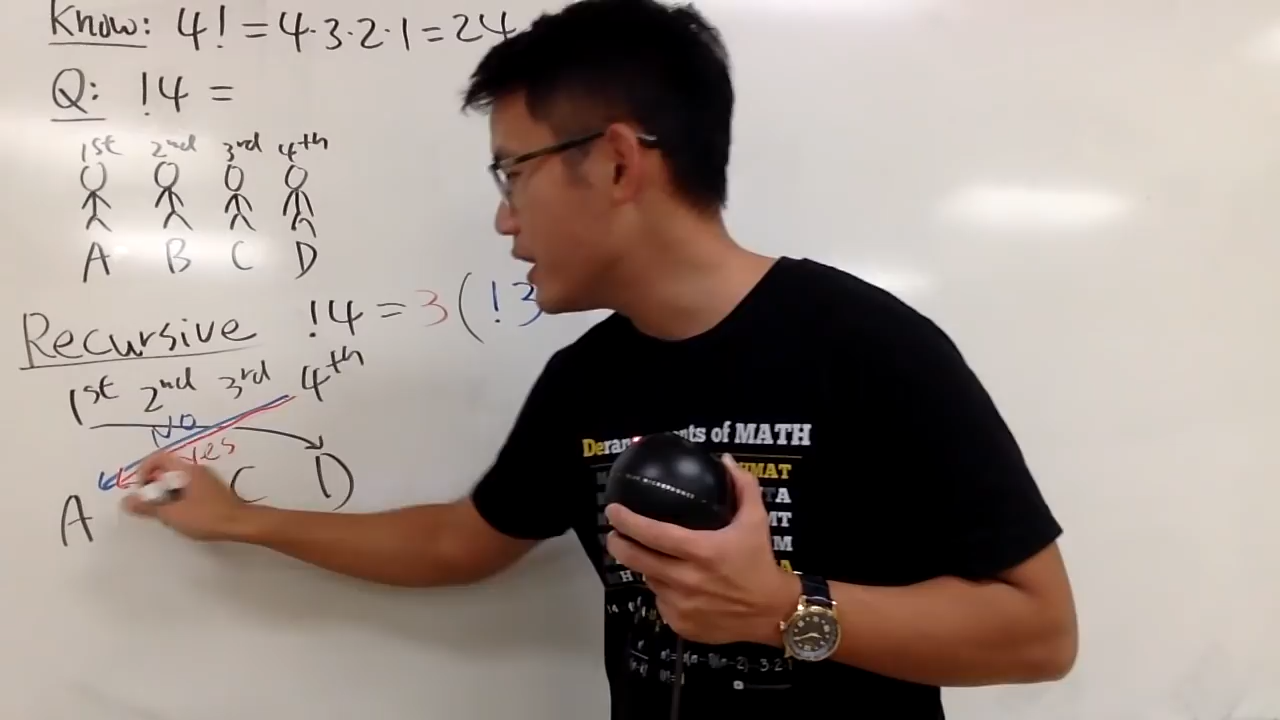 Know: 4! = 4·3·2·1 = 24
Q: !4 =
1st 2nd 3rd 4th
A B C D
Recursive !4 = 3(!3
1st 2nd 3rd 4th
NO
Yes
C D
A
of MATH